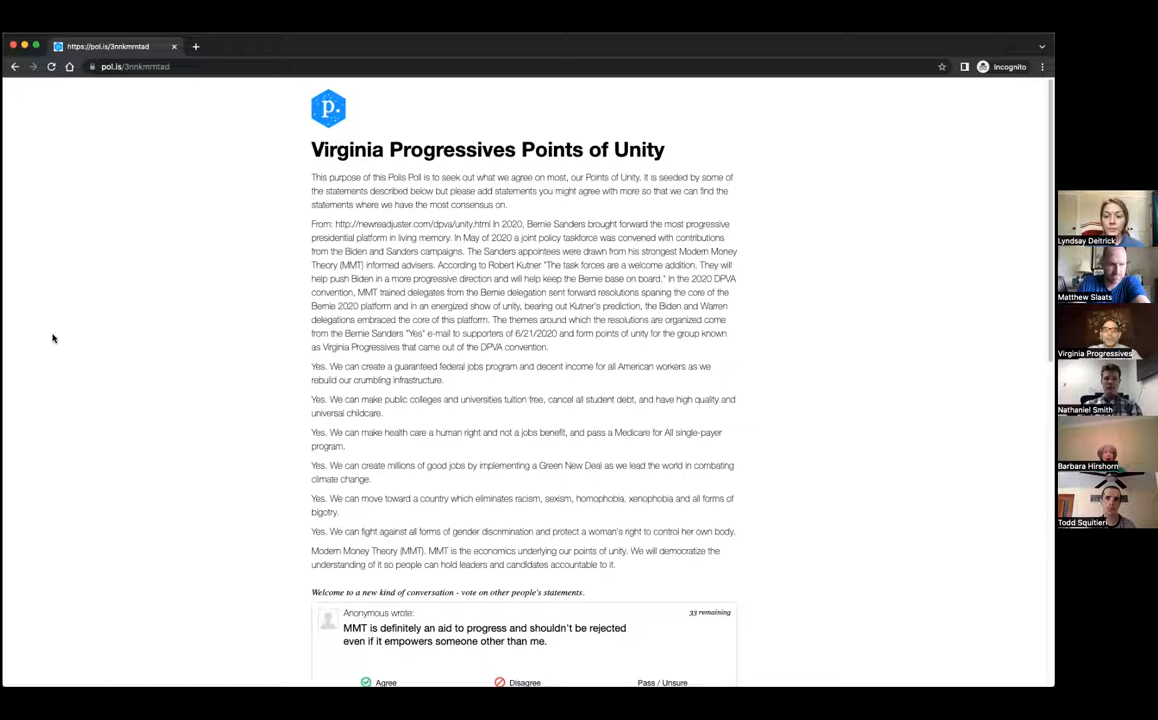 https://pol.is/3nnkmrntad
pol.is/3nnkmrntad
Incognito
p.
Virginia Progressives Points of Unity
This purpose of this Polis Poll is to seek out what we agree on most, our Points of Unity. It is seeded by some of
the statements described below but please add statements you might agree with more so that we can find the
statements where we have the most consensus on.
From: http://newreadjuster.com/dpva/unity.html In 2020, Bernie Sanders brought forward the most progressive
presidential platform in living memory. In May of 2020 a joint policy taskforce was convened with contributions
from the Biden and Sanders campaigns. The Sanders appointees were drawn from his strongest Modern Money
Theory (MMT) informed advisers. According to Robert Kutner "The task forces are a welcome addition. They will
help push Biden in a more progressive direction and will help keep the Bernie base on board." In the 2020 DPVA
convention, MMT trained delegates from the Bernie delegation sent forward resolutions spaning the core of the
Bernie 2020 platform and in an energized show of unity, bearing out Kutner's prediction, the Biden and Warren
delegations embraced the core of this platform. The themes around which the resolutions are organized come
from the Bernie Sanders "Yes" e-mail to supporters of 6/21/2020 and form points of unity for the group known
as Virginia Progressives that came out of the DPVA convention.
Yes. We can create a guaranteed federal jobs program and decent income for all American workers as we
rebuild our crumbling infrastructure.
Yes. We can make public colleges and universities tuition free, cancel all student debt, and have high quality and
universal childcare.
Yes. We can make health care a human right and not a jobs benefit, and pass a Medicare for All single-payer
program.
Yes. We can create millions of good jobs by implementing a Green New Deal as we lead the world in combating
climate change.
Yes. We can move toward a country which eliminates racism, sexism, homophobia, xenophobia and all forms of
bigotry.
Yes. We can fight against all forms of gender discrimination and protect a woman's right to control her own body.
Modern Money Theory (MMT). MMT is the economics underlying our points of unity. We will democratize the
understanding of it so people can hold leaders and candidates accountable to it.
Welcome to a new kind of conversation - vote on other people's statements.
Anonymous wrote:
33 remaining
MMT is definitely an aid to progress and shouldn't be rejected
even if it empowers someone other than me.
Agree
Disagree
Pass / Unsure
Lyndsay Deitrick
Matthew Slaats
Virginia Progressives
Nathaniel Smith
Barbara Hirshorn
Todd Squitieri